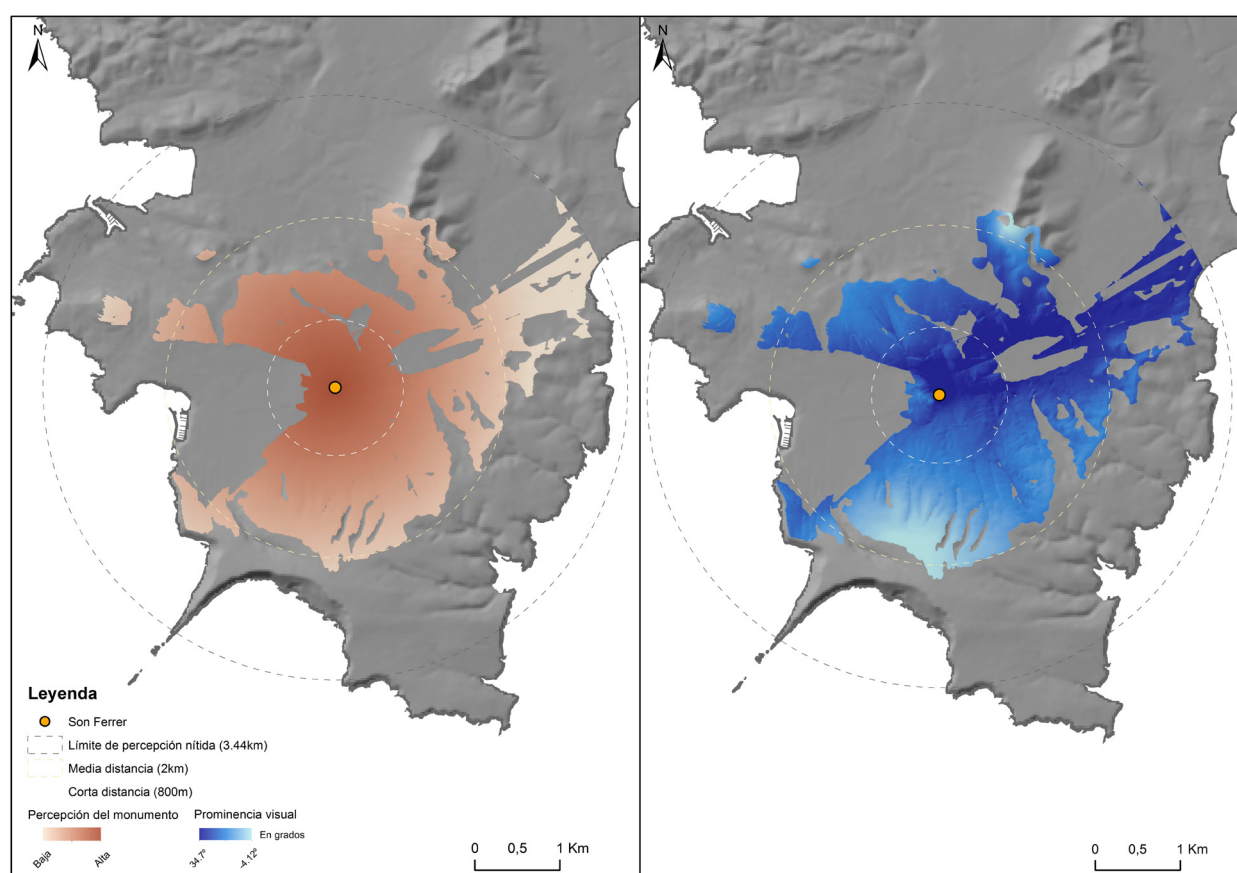 N
N
Leyenda
Son Ferrer
Límite de percepción nítida (3.44km)
Media distancia (2km)
Corta distancia (800m)
Percepción del monumento
Prominencia visual
En grados
Baja
Alta
34.7º
-4.12º
0 0,5 1 Km
0 0,5 1 Km